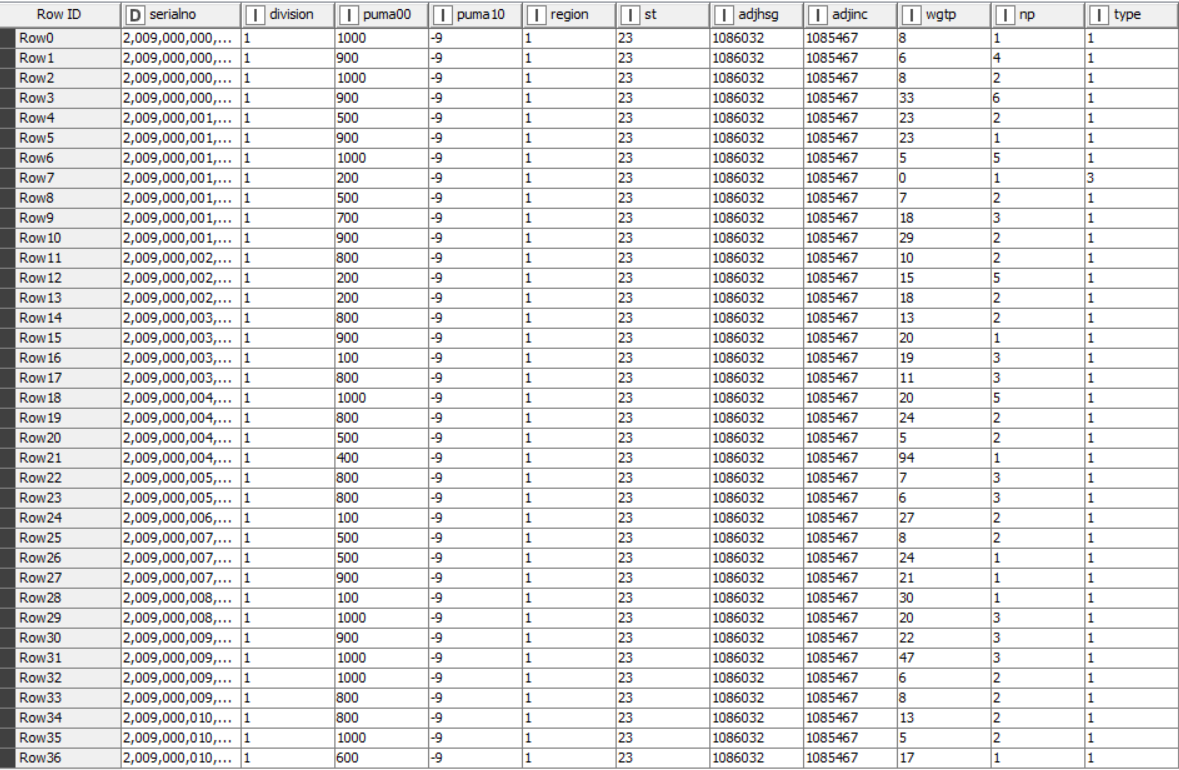 Row ID D serialno I division I puma00 I puma10 I region I st I adjhsg I adjinc I wgtp I np I type
Row0 2,009,000,000,... 1 1000 -9 1 23 1086032 1085467 8 1 1
Row1 2,009,000,000,... 1 900 -9 1 23 1086032 1085467 6 4 1
Row2 2,009,000,000,... 1 1000 -9 1 23 1086032 1085467 8 2 1
Row3 2,009,000,000,... 1 900 -9 1 23 1086032 1085467 33 6 1
Row4 2,009,000,001,... 1 500 -9 1 23 1086032 1085467 23 2 1
Row5 2,009,000,001,... 1 900 -9 1 23 1086032 1085467 23 1 1
Row6 2,009,000,001,... 1 1000 -9 1 23 1086032 1085467 5 5 1
Row7 2,009,000,001,... 1 200 -9 1 23 1086032 1085467 0 1 3
Row8 2,009,000,001,... 1 500 -9 1 23 1086032 1085467 7 2 1
Row9 2,009,000,001,... 1 700 -9 1 23 1086032 1085467 18 3 1
Row10 2,009,000,001,... 1 900 -9 1 23 1086032 1085467 29 2 1
Row11 2,009,000,002,... 1 800 -9 1 23 1086032 1085467 10 2 1
Row12 2,009,000,002,... 1 200 -9 1 23 1086032 1085467 15 5 1
Row13 2,009,000,002,... 1 200 -9 1 23 1086032 1085467 18 2 1
Row14 2,009,000,003,... 1 800 -9 1 23 1086032 1085467 13 2 1
Row15 2,009,000,003,... 1 900 -9 1 23 1086032 1085467 20 1 1
Row16 2,009,000,003,... 1 100 -9 1 23 1086032 1085467 19 3 1
Row17 2,009,000,003,... 1 800 -9 1 23 1086032 1085467 11 3 1
Row18 2,009,000,004,... 1 1000 -9 1 23 1086032 1085467 20 5 1
Row19 2,009,000,004,... 1 800 -9 1 23 1086032 1085467 24 2 1
Row20 2,009,000,004,... 1 500 -9 1 23 1086032 1085467 5 2 1
Row21 2,009,000,004,... 1 400 -9 1 23 1086032 1085467 94 1 1
Row22 2,009,000,005,... 1 800 -9 1 23 1086032 1085467 7 3 1
Row23 2,009,000,005,... 1 800 -9 1 23 1086032 1085467 6 3 1
Row24 2,009,000,006,... 1 100 -9 1 23 1086032 1085467 27 2 1
Row25 2,009,000,007,... 1 500 -9 1 23 1086032 1085467 8 2 1
Row26 2,009,000,007,... 1 500 -9 1 23 1086032 1085467 24 1 1
Row27 2,009,000,007,... 1 900 -9 1 23 1086032 1085467 21 1 1
Row28 2,009,000,008,... 1 100 -9 1 23 1086032 1085467 30 1 1
Row29 2,009,000,008,... 1 1000 -9 1 23 1086032 1085467 20 3 1
Row30 2,009,000,009,... 1 900 -9 1 23 1086032 1085467 22 3 1
Row31 2,009,000,009,... 1 1000 -9 1 23 1086032 1085467 47 3 1
Row32 2,009,000,009,... 1 1000 -9 1 23 1086032 1085467 6 2 1
Row33 2,009,000,009,... 1 800 -9 1 23 1086032 1085467 8 2 1
Row34 2,009,000,010,... 1 800 -9 1 23 1086032 1085467 13 2 1
Row35 2,009,000,010,... 1 1000 -9 1 23 1086032 1085467 5 2 1
Row36 2,009,000,010,... 1 600 -9 1 23 1086032 1085467 17 1 1